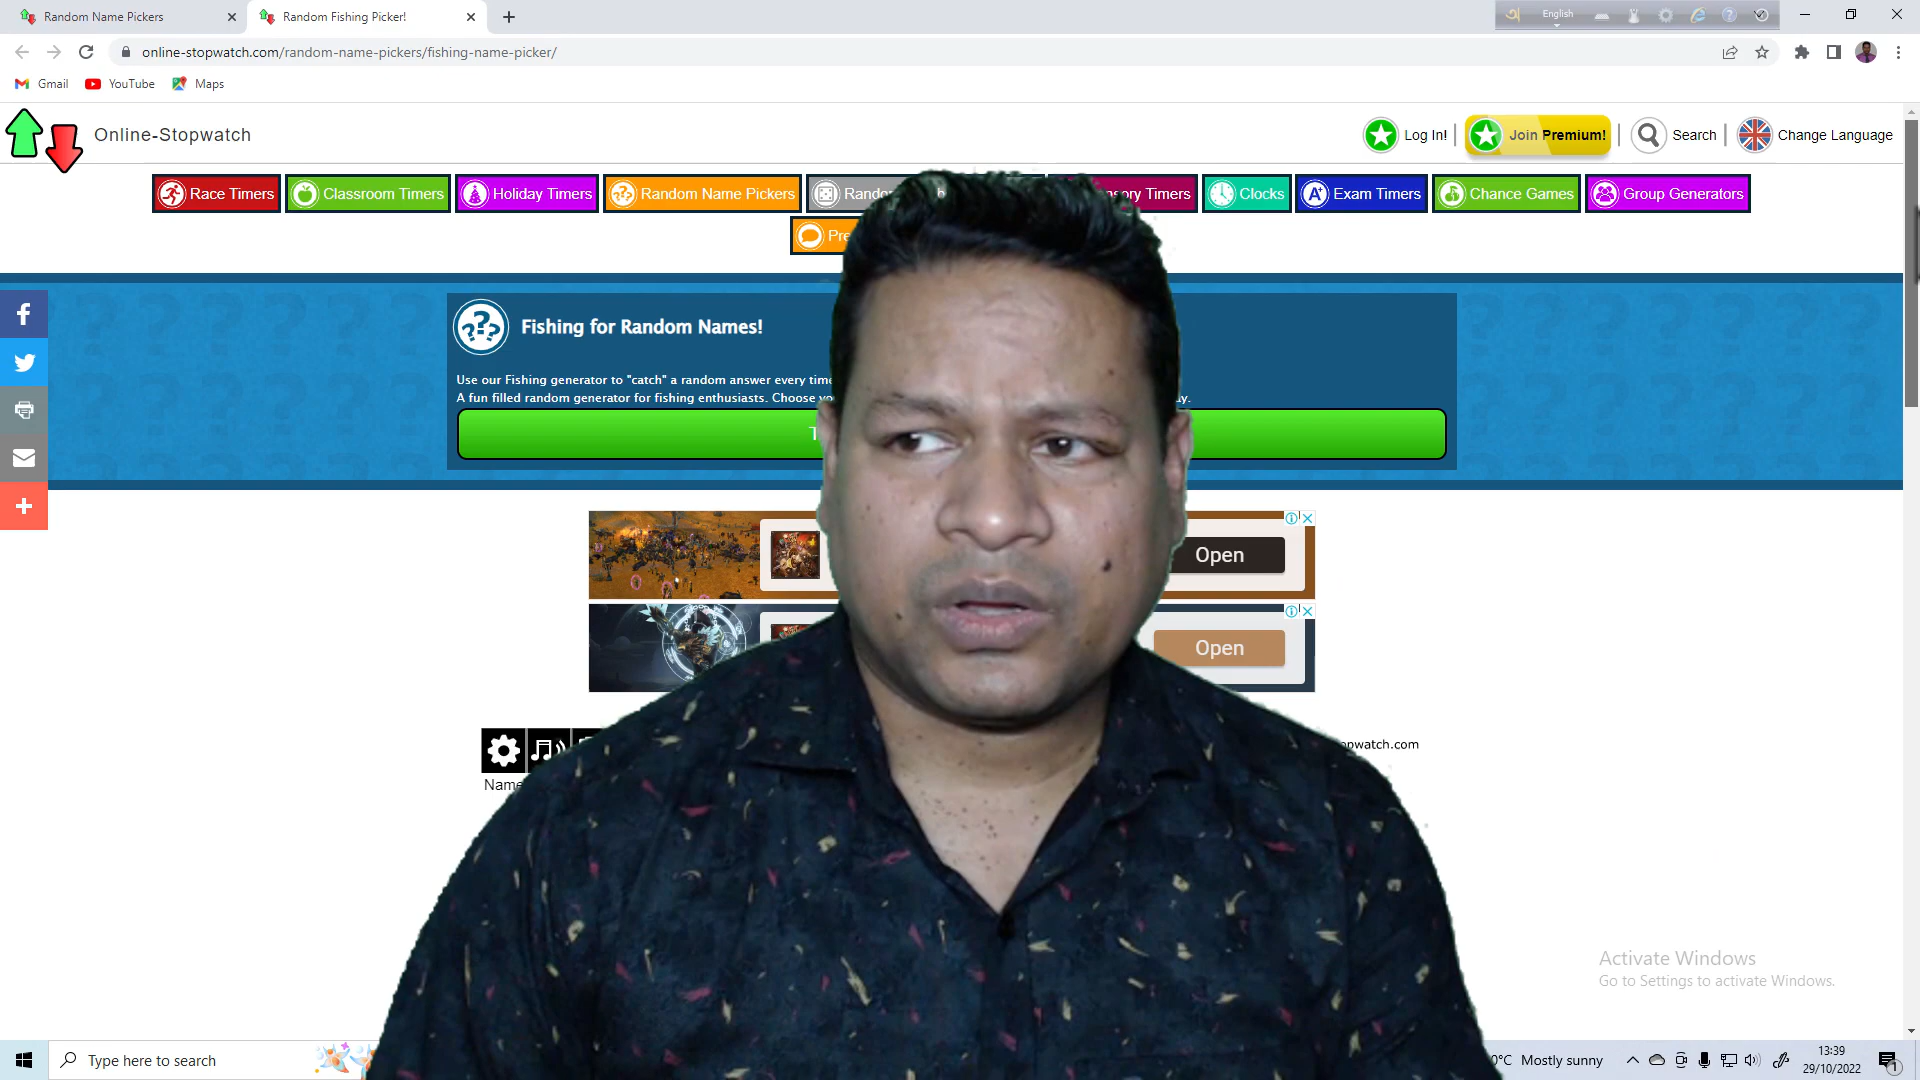 Random Name Pickers
Random Fishing Picker!
English
online-stopwatch.com/random-name-pickers/fishing-name-picker/
Gmail YouTube Maps
Online-Stopwatch
Log In! Join Premium! Search Change Language
Race Timers Classroom Timers Holiday Timers Random Name Pickers Timers Clocks Exam Timers Chance Games Group Generators
Fishing for Random Names!
Use our Fishing generator to "catch" a random answer every
A fun filled random generator for fishing enthusiasts. Choose
Open
Open
Name
Activate Windows
Go to Settings to activate Windows.
Type here to search
Mostly sunny
13:39
29/10/2022
1